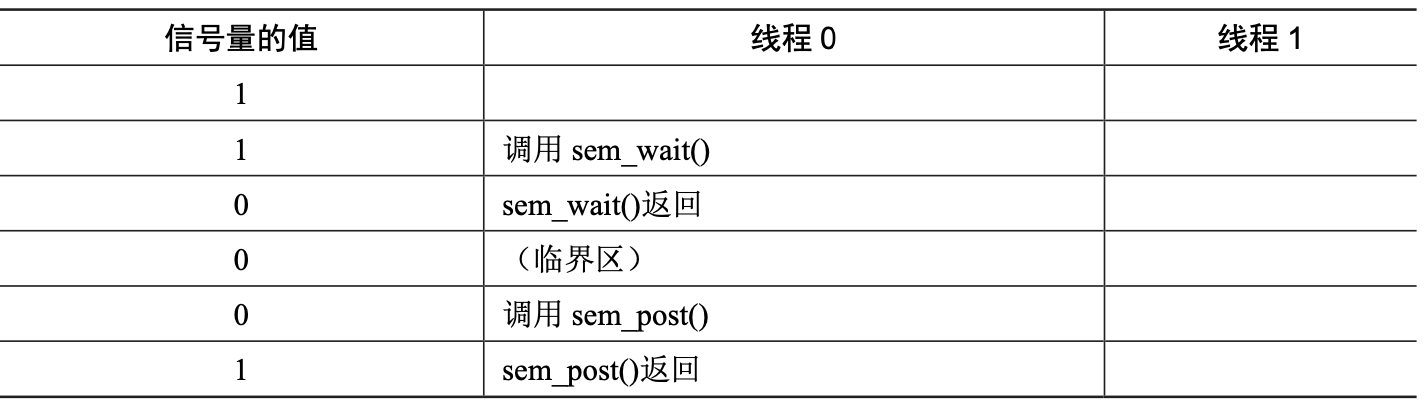 信号量的值 线程 0 线程 1
1
1 调用 sem_wait()
0 sem_wait()返回
0 （临界区）
0 调用 sem_post()
1 sem_post()返回